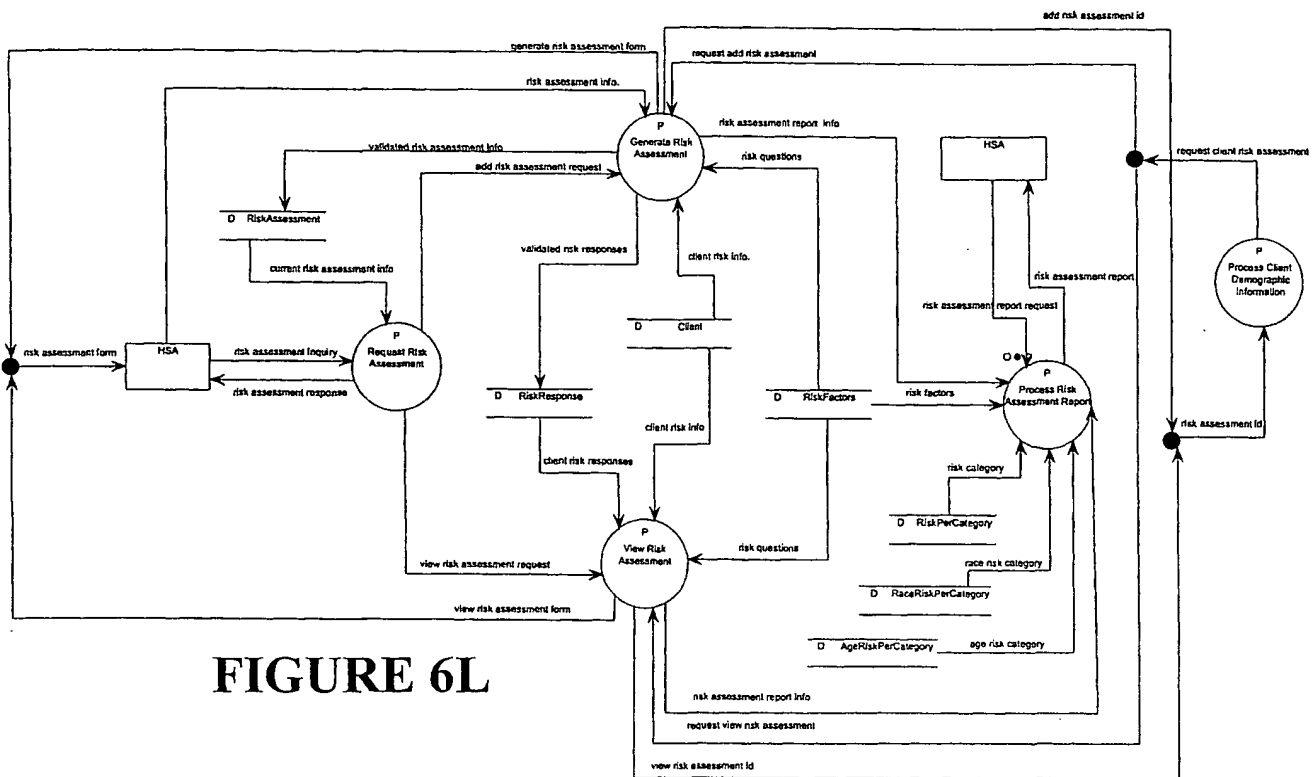 add risk assessment id
generate risk assessment form
request add risk assessment
risk assessment info.
P
Generate Risk
Assessment
risk assessment report info
HSA
validated risk assessment info
risk questions
request client risk assessment
add risk assessment request
D RiskAssessment
validated risk responses
client risk info.
P
Process Client
Demographic
Information
current risk assessment info
risk assessment report
risk assessment report request
D Client
P
Request Risk
Assessment
risk assessment form
HSA
risk assessment inquiry
risk assessment response
P
Process Risk
Assessment Report
D RiskResponse
D RiskFactors
risk factors
risk assessment id
client risk info
client risk responses
risk category
D RiskPerCategory
P
View Risk
Assessment
risk questions
view risk assessment request
race risk category
D RaceRiskPerCategory
view risk assessment form
D AgeRiskPerCategory
age risk category
FIGURE 6L
risk assessment report info
request view risk assessment
view risk assessment id